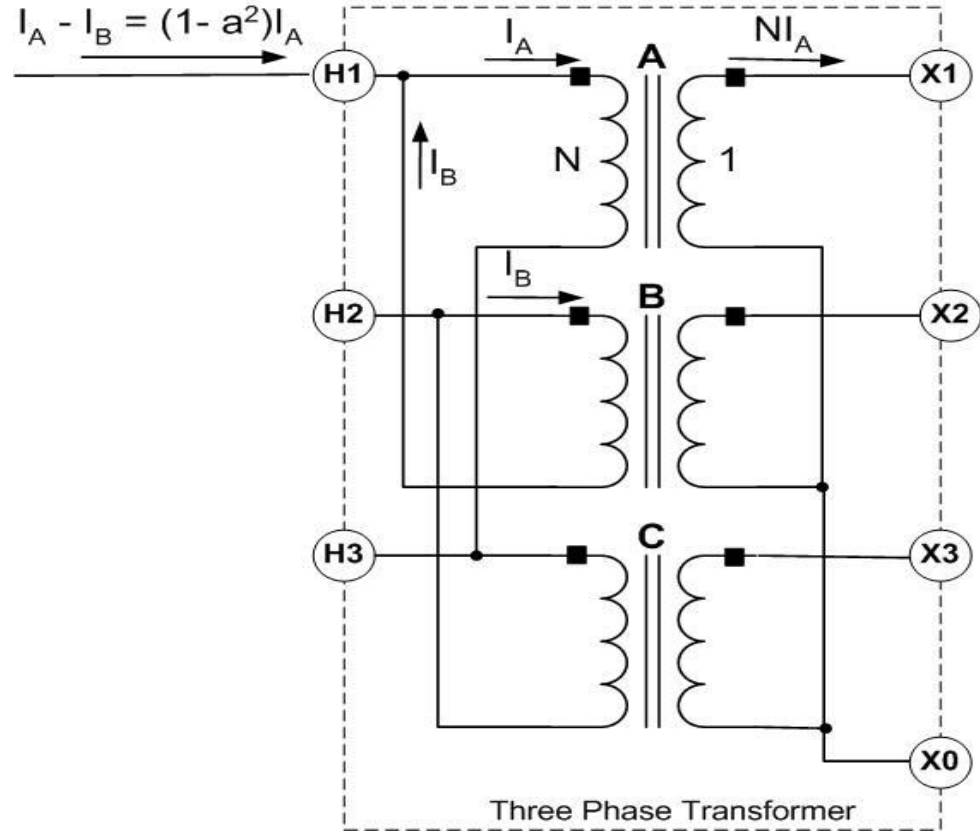 I_A - I_B = (1- a²)I_A
I_A
A
NI_A
H1
X1
N
1
I_B
I_B
B
H2
X2
C
H3
X3
X0
Three Phase Transformer